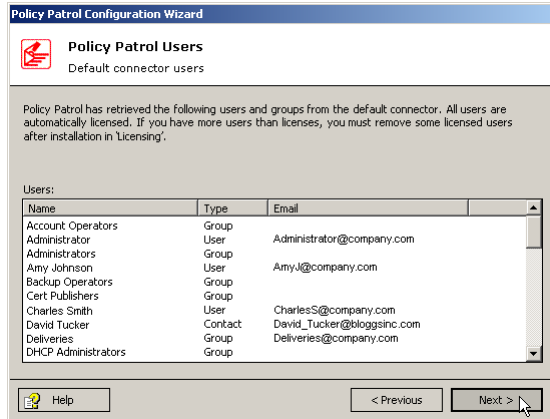 Policy Patrol Configuration Wizard
Policy Patrol Users
Default connector users
Policy Patrol has retrieved the following users and groups from the default connector. All users are
automatically licensed. If you have more users than licenses, you must remove some licensed users
after installation in 'Licensing'.
Users:
Name Type Email
Account Operators Group
Administrator User Administrator@company.com
Administrators Group
Amy Johnson User AmyJ@company.com
Backup Operators Group
Cert Publishers Group
Charles Smith User CharlesS@company.com
David Tucker Contact David_Tucker@bloggsinc.com
Deliveries Group Deliveries@company.com
DHCP Administrators Group
Help < Previous Next >